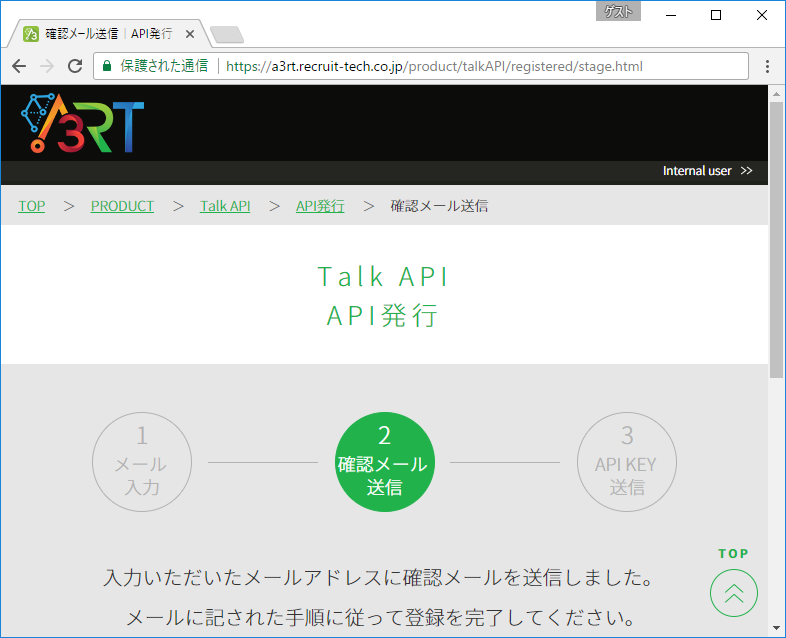 ゲスト
確認メール送信｜API発行
保護された通信 https://a3rt.recruit-tech.co.jp/product/talkAPI/registered/stage.html
A3RT
Internal user >>
TOP > PRODUCT > Talk API > API発行 > 確認メール送信
Talk API
API発行
1
メール
入力
2
確認メール
送信
3
API KEY
送信
入力いただいたメールアドレスに確認メールを送信しました。
メールに記された手順に従って登録を完了してください。
TOP